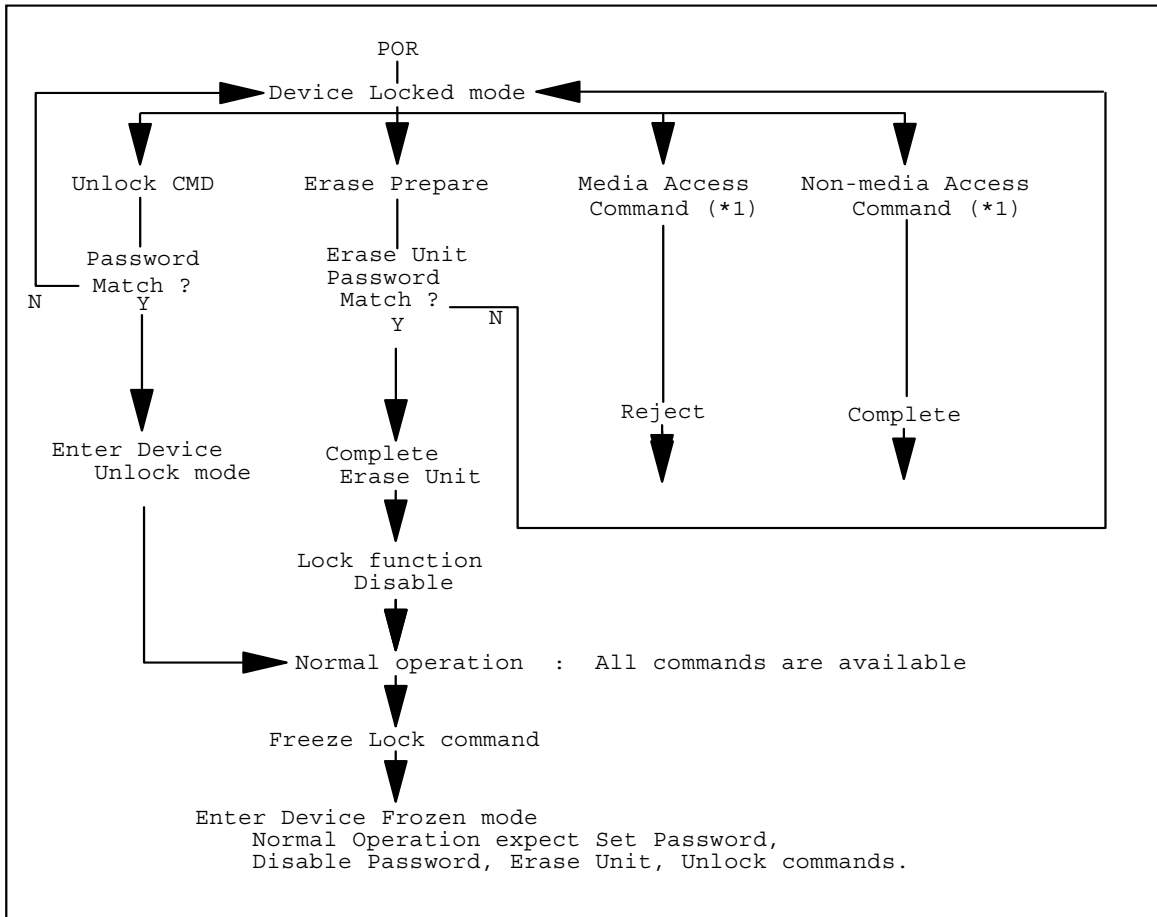 POR
Device Locked mode
Unlock CMD
Erase Prepare
Media Access
Command (*1)
Non-media Access
Command (*1)
Password
Match ?
N
Y
Erase Unit
Password
Match ?
N
Y
Reject
Complete
Enter Device
Unlock mode
Complete
Erase Unit
Lock function
Disable
Normal operation : All commands are available
Freeze Lock command
Enter Device Frozen mode
Normal Operation expect Set Password,
Disable Password, Erase Unit, Unlock commands.